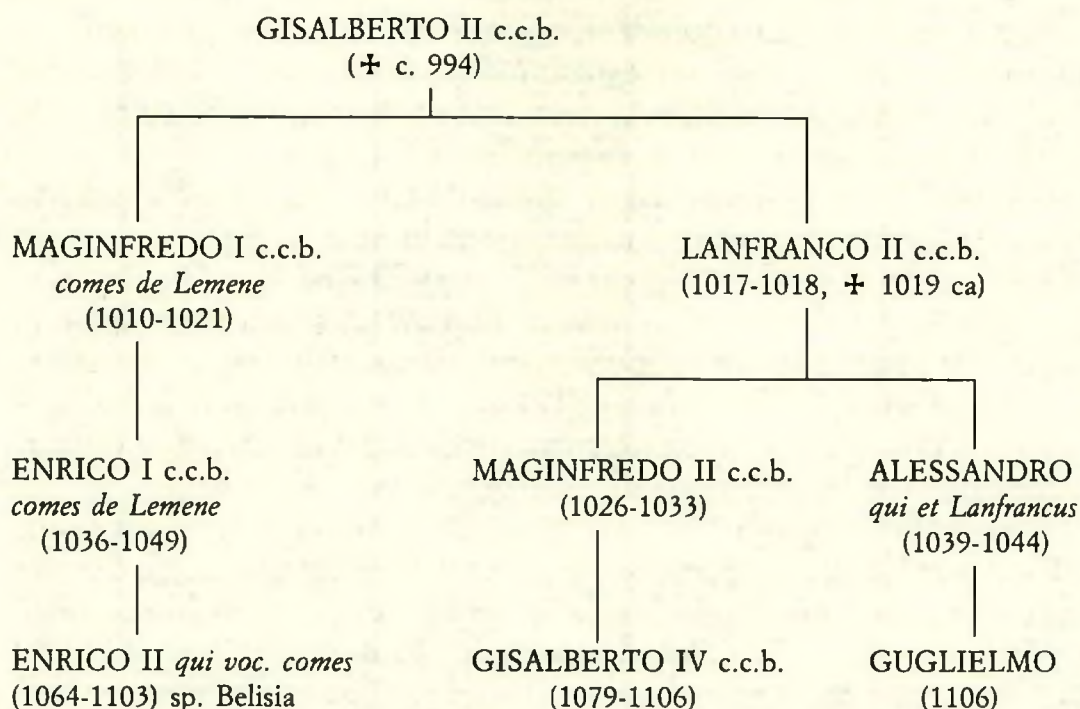 GISALBERTO II c.c.b.
(✠ c. 994)
MAGINFREDO I c.c.b.
comes de Lemene
(1010-1021)
LANFRANCO II c.c.b.
(1017-1018, ✠ 1019 ca)
ENRICO I c.c.b.
comes de Lemene
(1036-1049)
MAGINFREDO II c.c.b.
(1026-1033)
ALESSANDRO
qui et Lanfrancus
(1039-1044)
ENRICO II qui voc. comes
(1064-1103) sp. Belisia
GISALBERTO IV c.c.b.
(1079-1106)
GUGLIELMO
(1106)